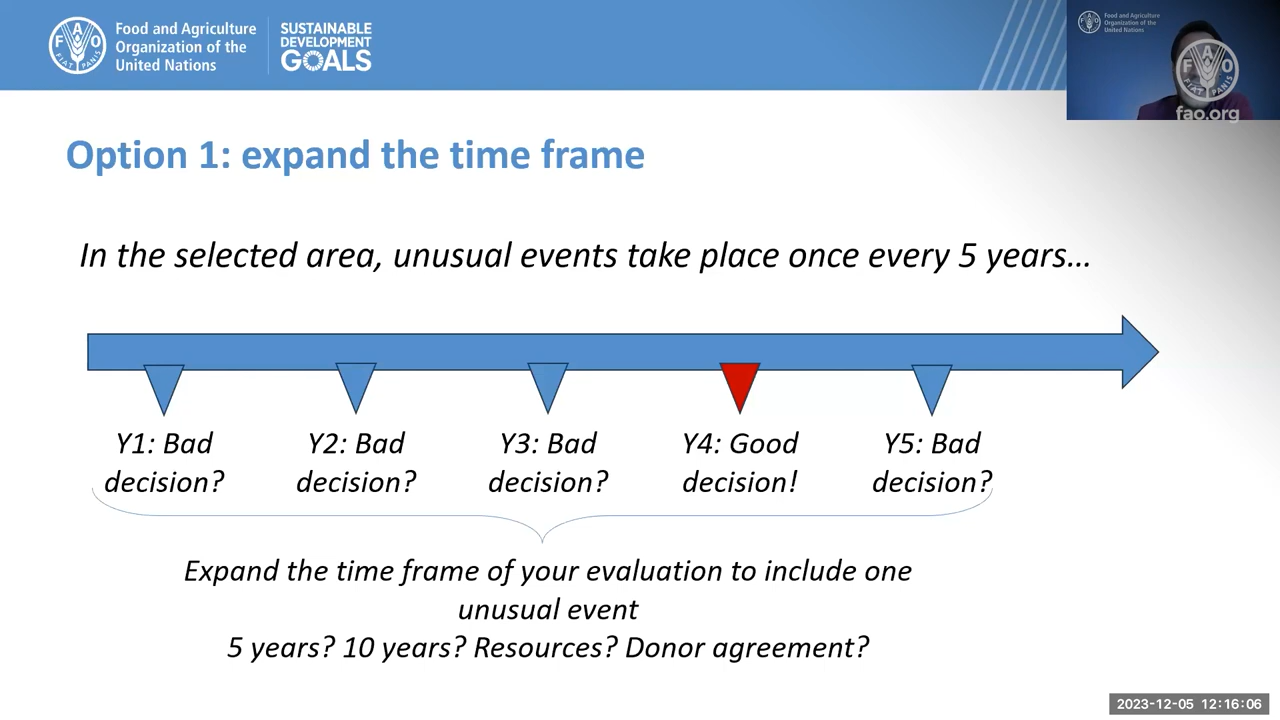 Food and Agriculture
Organization of the
United Nations
SUSTAINABLE
DEVELOPMENT
GOALS
F A O
FIAT PANIS
Food and Agriculture
Organization of the
United Nations
F A O
FIAT PANIS
fao.org
Option 1: expand the time frame
In the selected area, unusual events take place once every 5 years…
Y1: Bad
decision?
Y2: Bad
decision?
Y3: Bad
decision?
Y4: Good
decision!
Y5: Bad
decision?
Expand the time frame of your evaluation to include one
unusual event
5 years? 10 years? Resources? Donor agreement?
2023-12-05 12:16:06